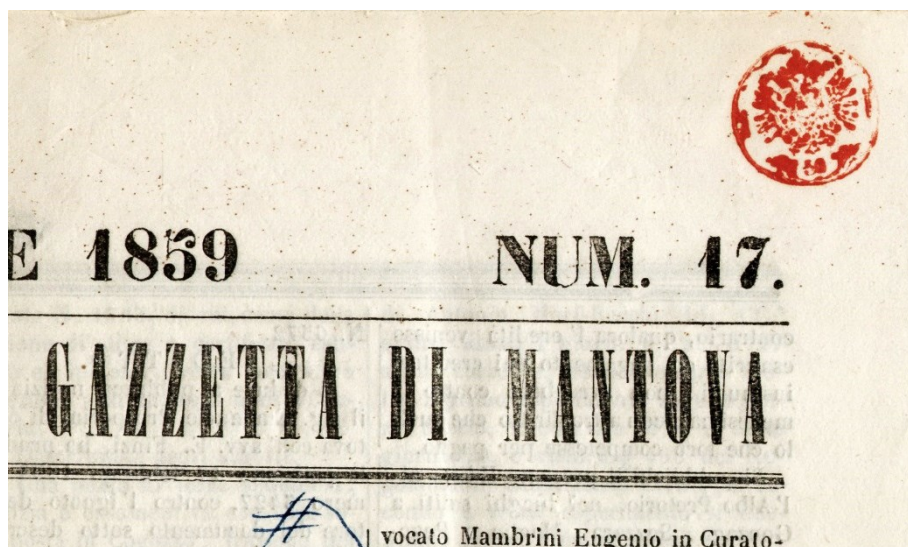 E 1859 NUM. 17.
GAZZETTA DI MANTOVA
vocato Mambrini Eugenio in Curato-